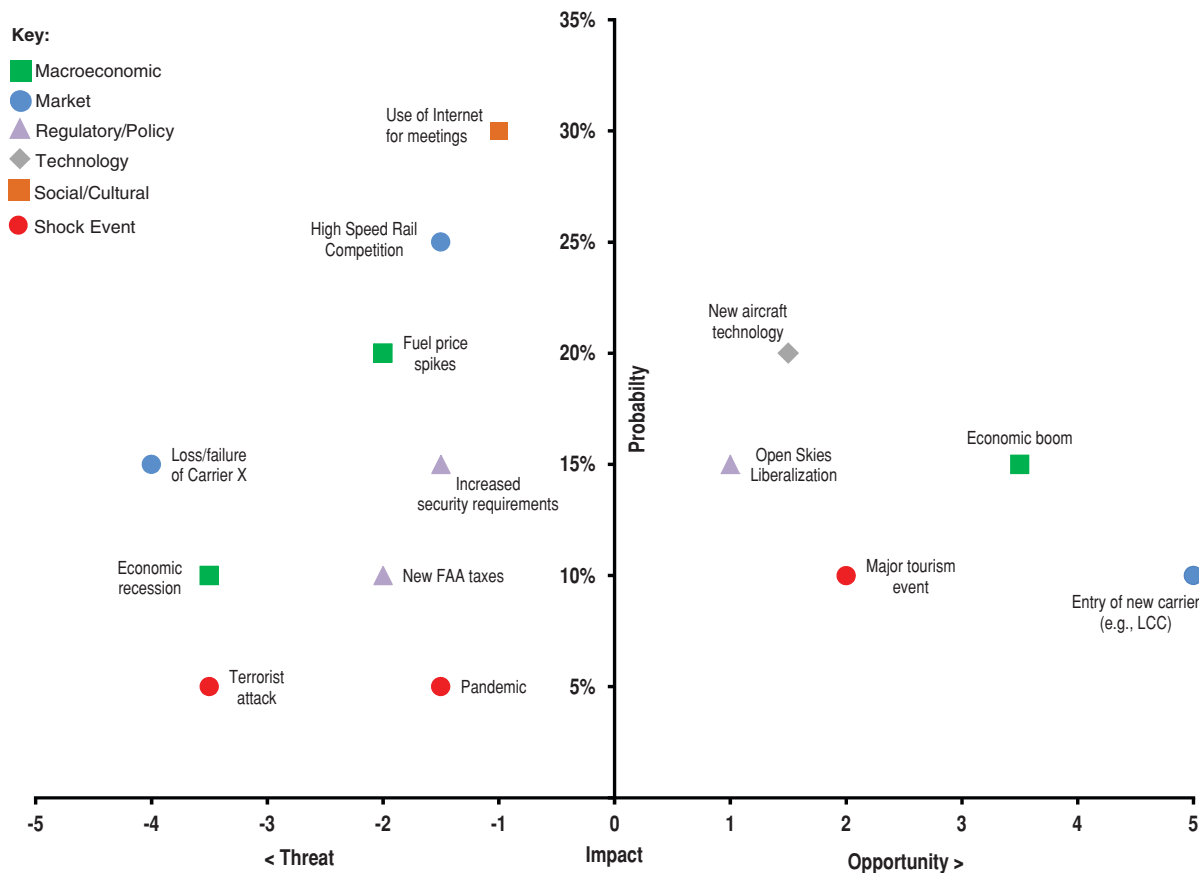 Key:
Macroeconomic
Market
Regulatory/Policy
Technology
Social/Cultural
Shock Event
35%
30%
25%
20%
15%
10%
5%
Probabilty
Use of Internet
for meetings
High Speed Rail
Competition
New aircraft
technology
Fuel price
spikes
Loss/failure
of Carrier X
Increased
security requirements
Open Skies
Liberalization
Economic boom
Economic
recession
New FAA taxes
Major tourism
event
Entry of new carrier
(e.g., LCC)
Terrorist
attack
Pandemic
-5
-4
-3
-2
-1
0
1
2
3
4
5
< Threat
Impact
Opportunity >